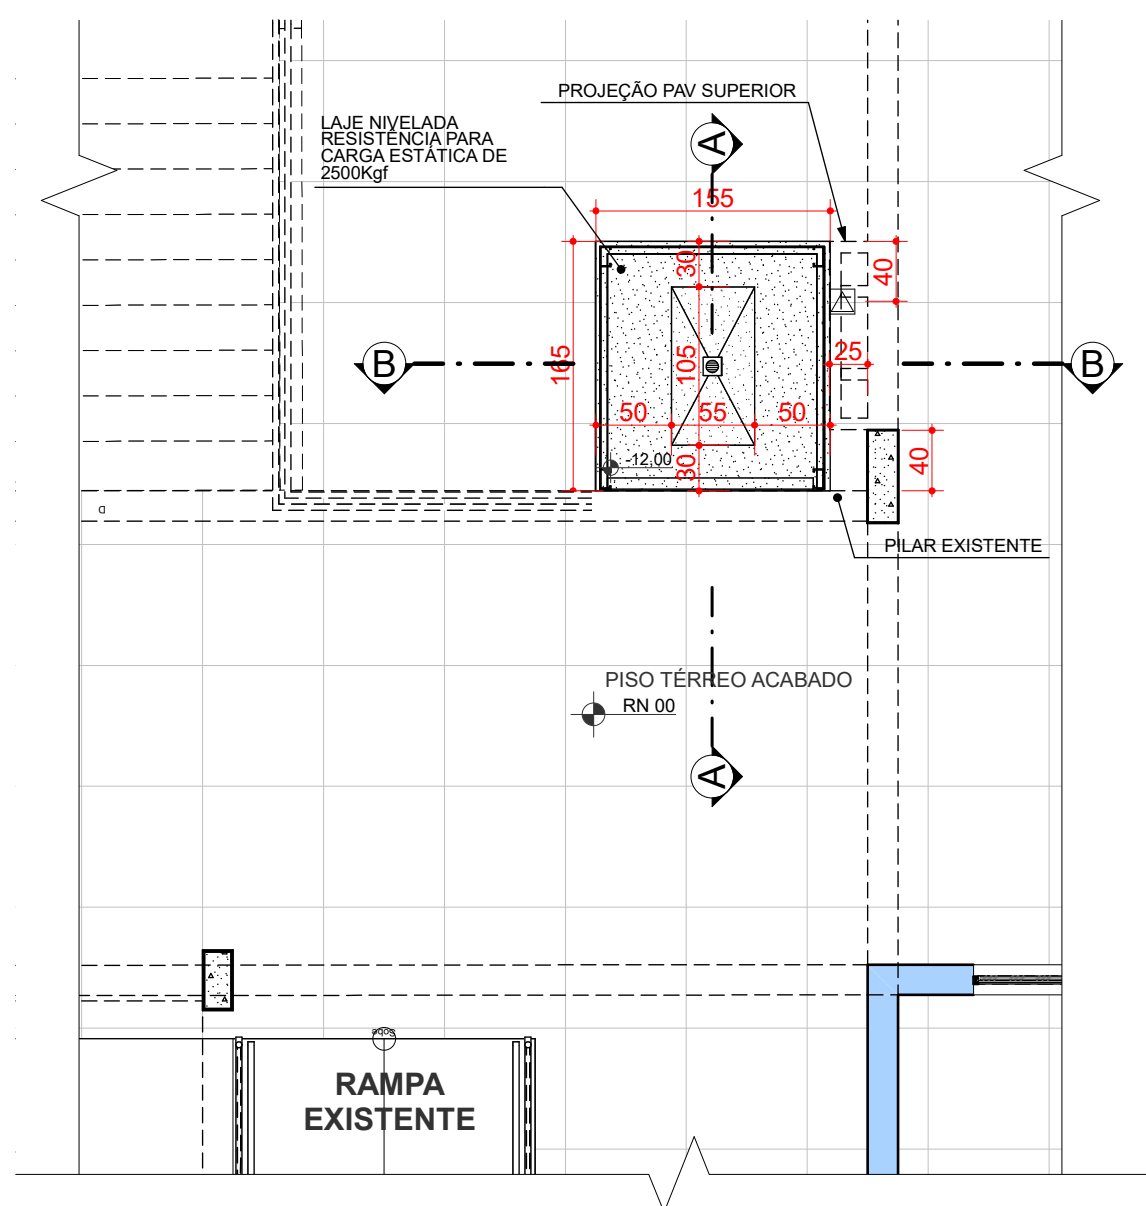 PROJEÇÃO PAV SUPERIOR
LAJE NIVELADA
RESISTÊNCIA PARA
CARGA ESTÁTICA DE
2500Kgf
A
155
30
40
165
105
25
B
B
50
55
50
-12,00
30
40
D
PILAR EXISTENTE
PISO TÉRREO ACABADO
RN 00
A
Sobe
RAMPA
EXISTENTE